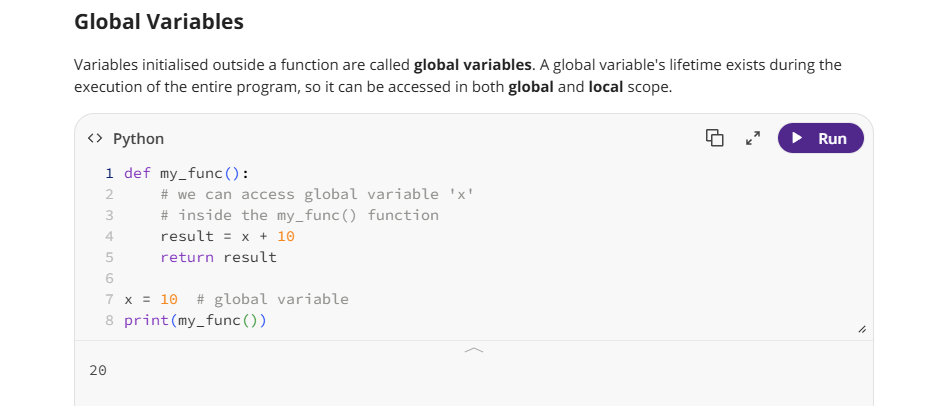 Global Variables
Variables initialised outside a function are called global variables. A global variable's lifetime exists during the
execution of the entire program, so it can be accessed in both global and local scope.
<> Python
Run
1 def my_func():
2     # we can access global variable 'x'
3     # inside the my_func() function
4     result = x + 10
5     return result
6
7 x = 10  # global variable
8 print(my_func())
20